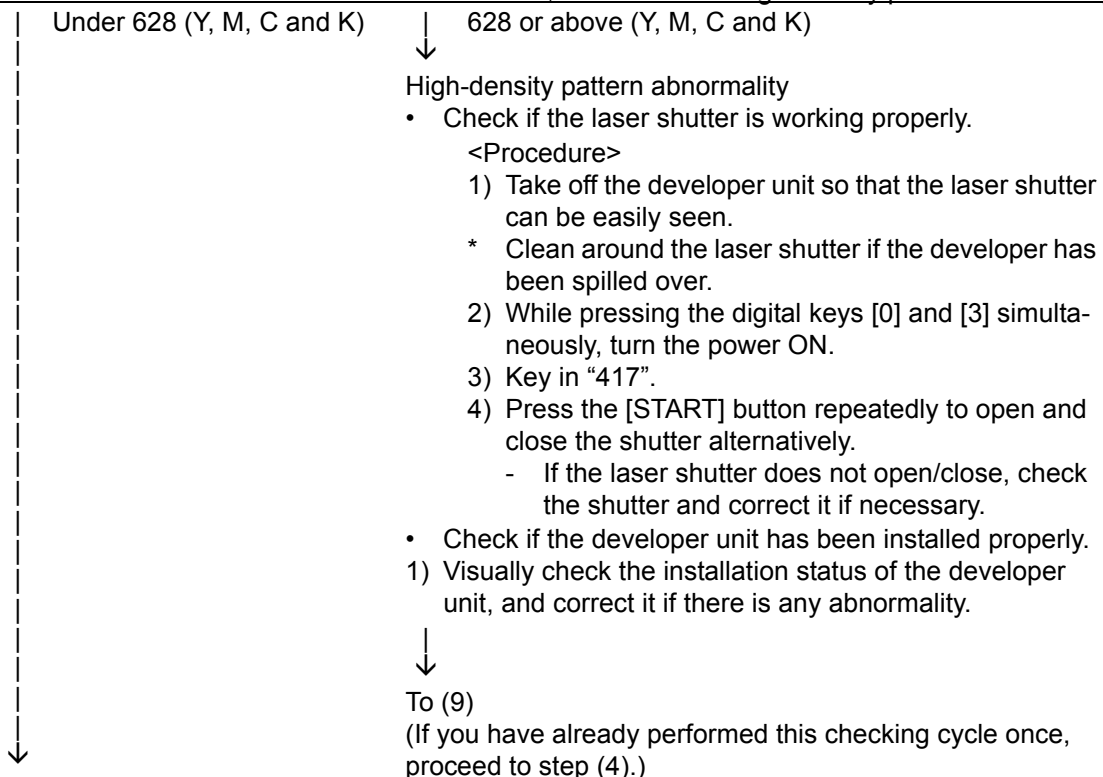 Under 628 (Y, M, C and K) 628 or above (Y, M, C and K)
High-density pattern abnormality
• Check if the laser shutter is working properly.
<Procedure>
1) Take off the developer unit so that the laser shutter
can be easily seen.
* Clean around the laser shutter if the developer has
been spilled over.
2) While pressing the digital keys [0] and [3] simulta-
neously, turn the power ON.
3) Key in “417”.
4) Press the [START] button repeatedly to open and
close the shutter alternatively.
- If the laser shutter does not open/close, check
the shutter and correct it if necessary.
• Check if the developer unit has been installed properly.
1) Visually check the installation status of the developer
unit, and correct it if there is any abnormality.
To (9)
(If you have already performed this checking cycle once,
proceed to step (4).)